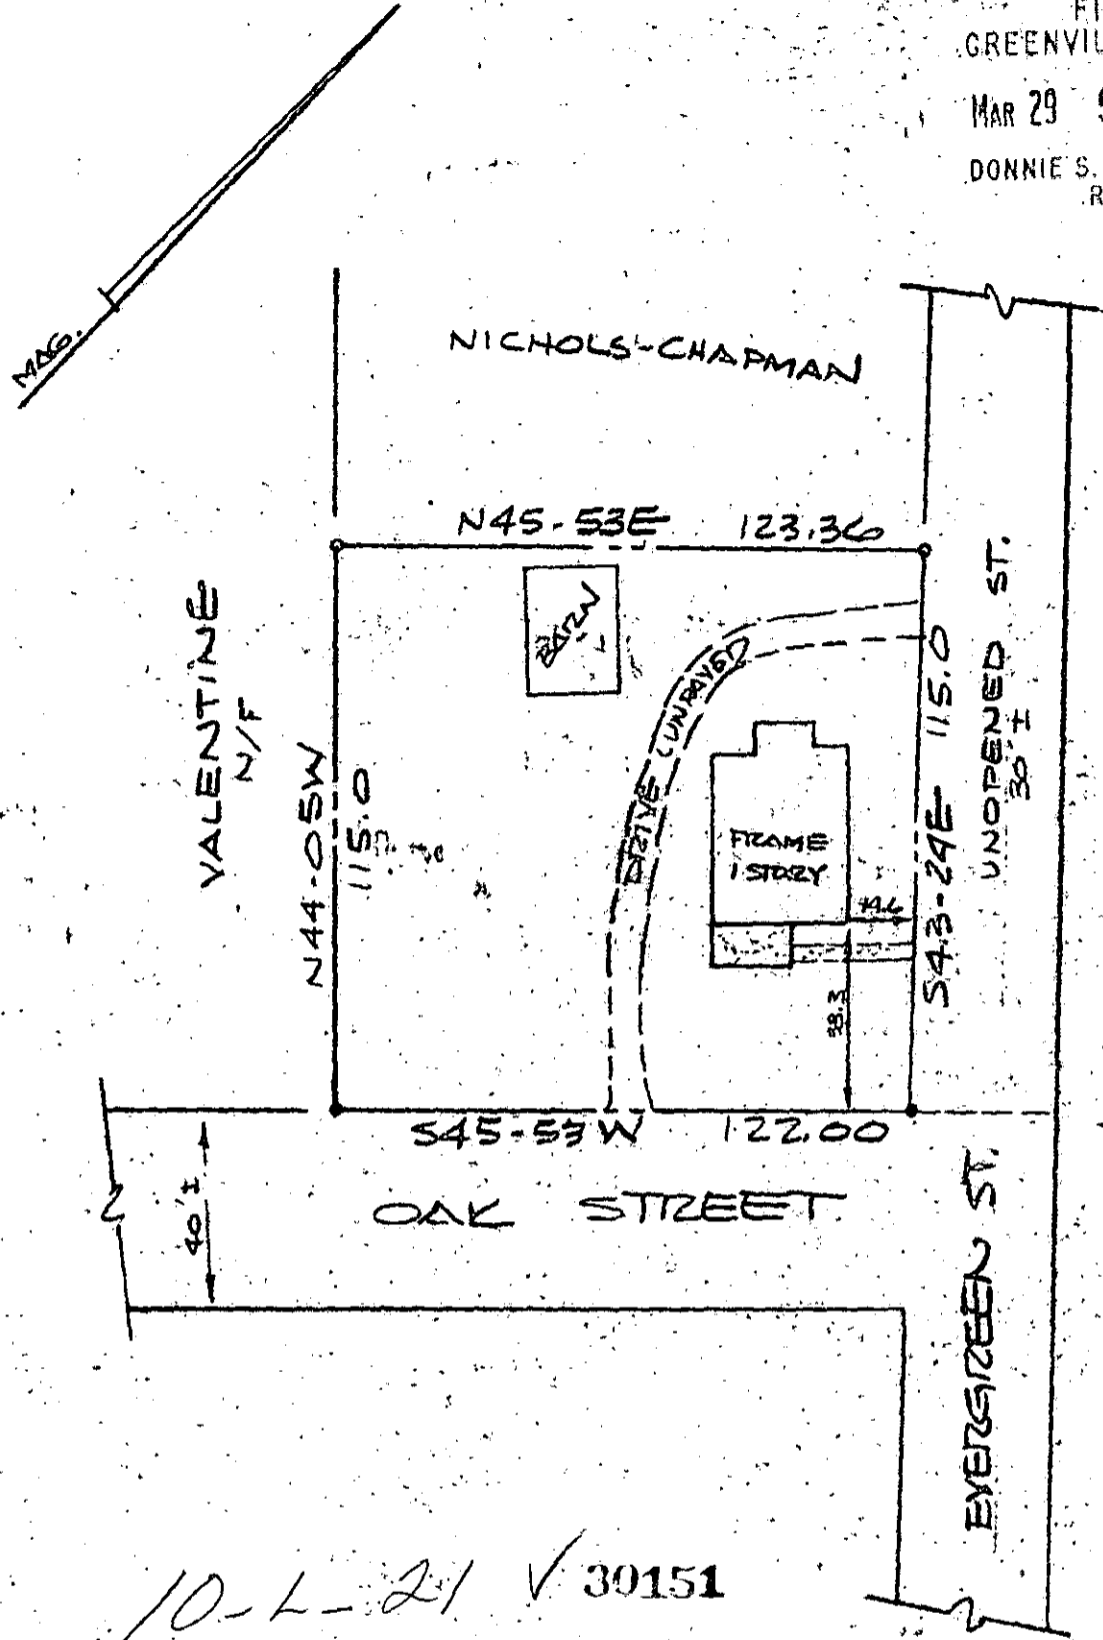 GREENVIL
MAR 29
DONNIE S.
MAG.
NICHOLS-CHAPMAN
N45-53E 123.36
VALENTINE
N/F
N44-05W
115.0
BARN
DRIVE (UNPAVED)
FRAME
1 STORY
14.6
38.3
S43-24E 115.0
UNOPENED ST.
30'±
S45-53W 122.00
40'±
OAK STREET
EVERGREEN ST.
10-L-21 √ 30151